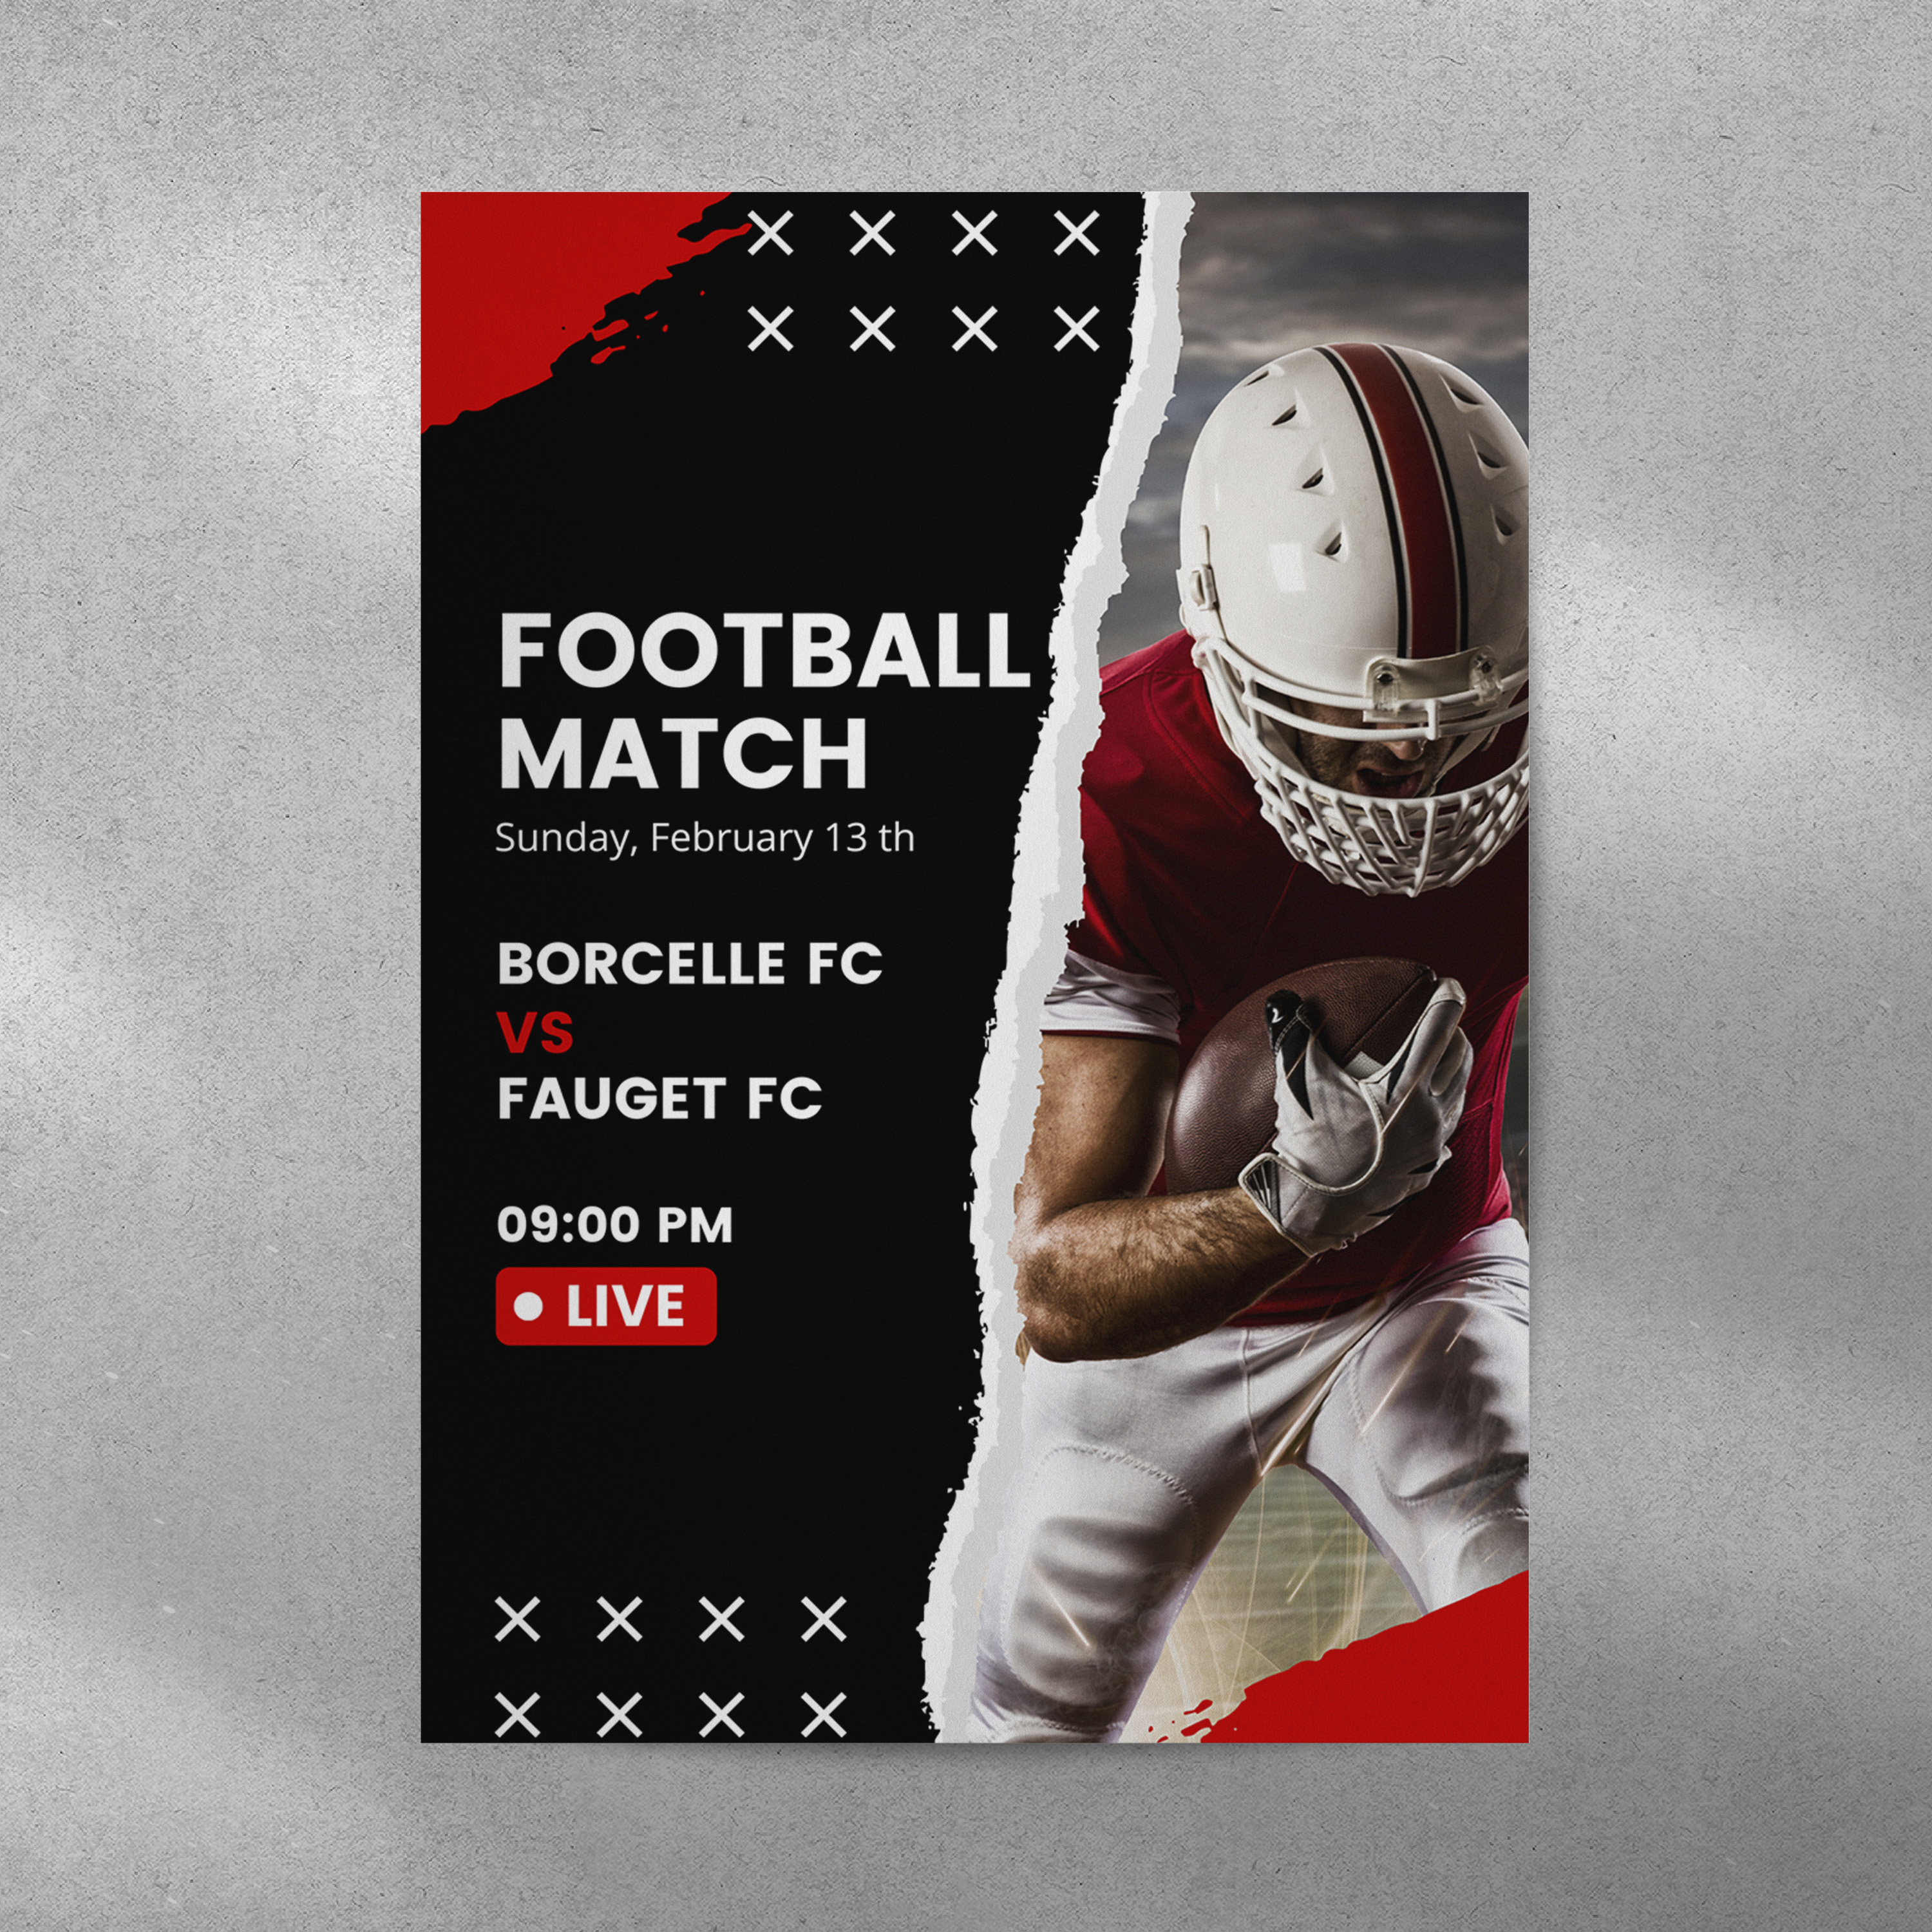 FOOTBALL
MATCH
Sunday, February 13 th
BORCELLE FC
VS
FAUGET FC
09:00 PM
LIVE